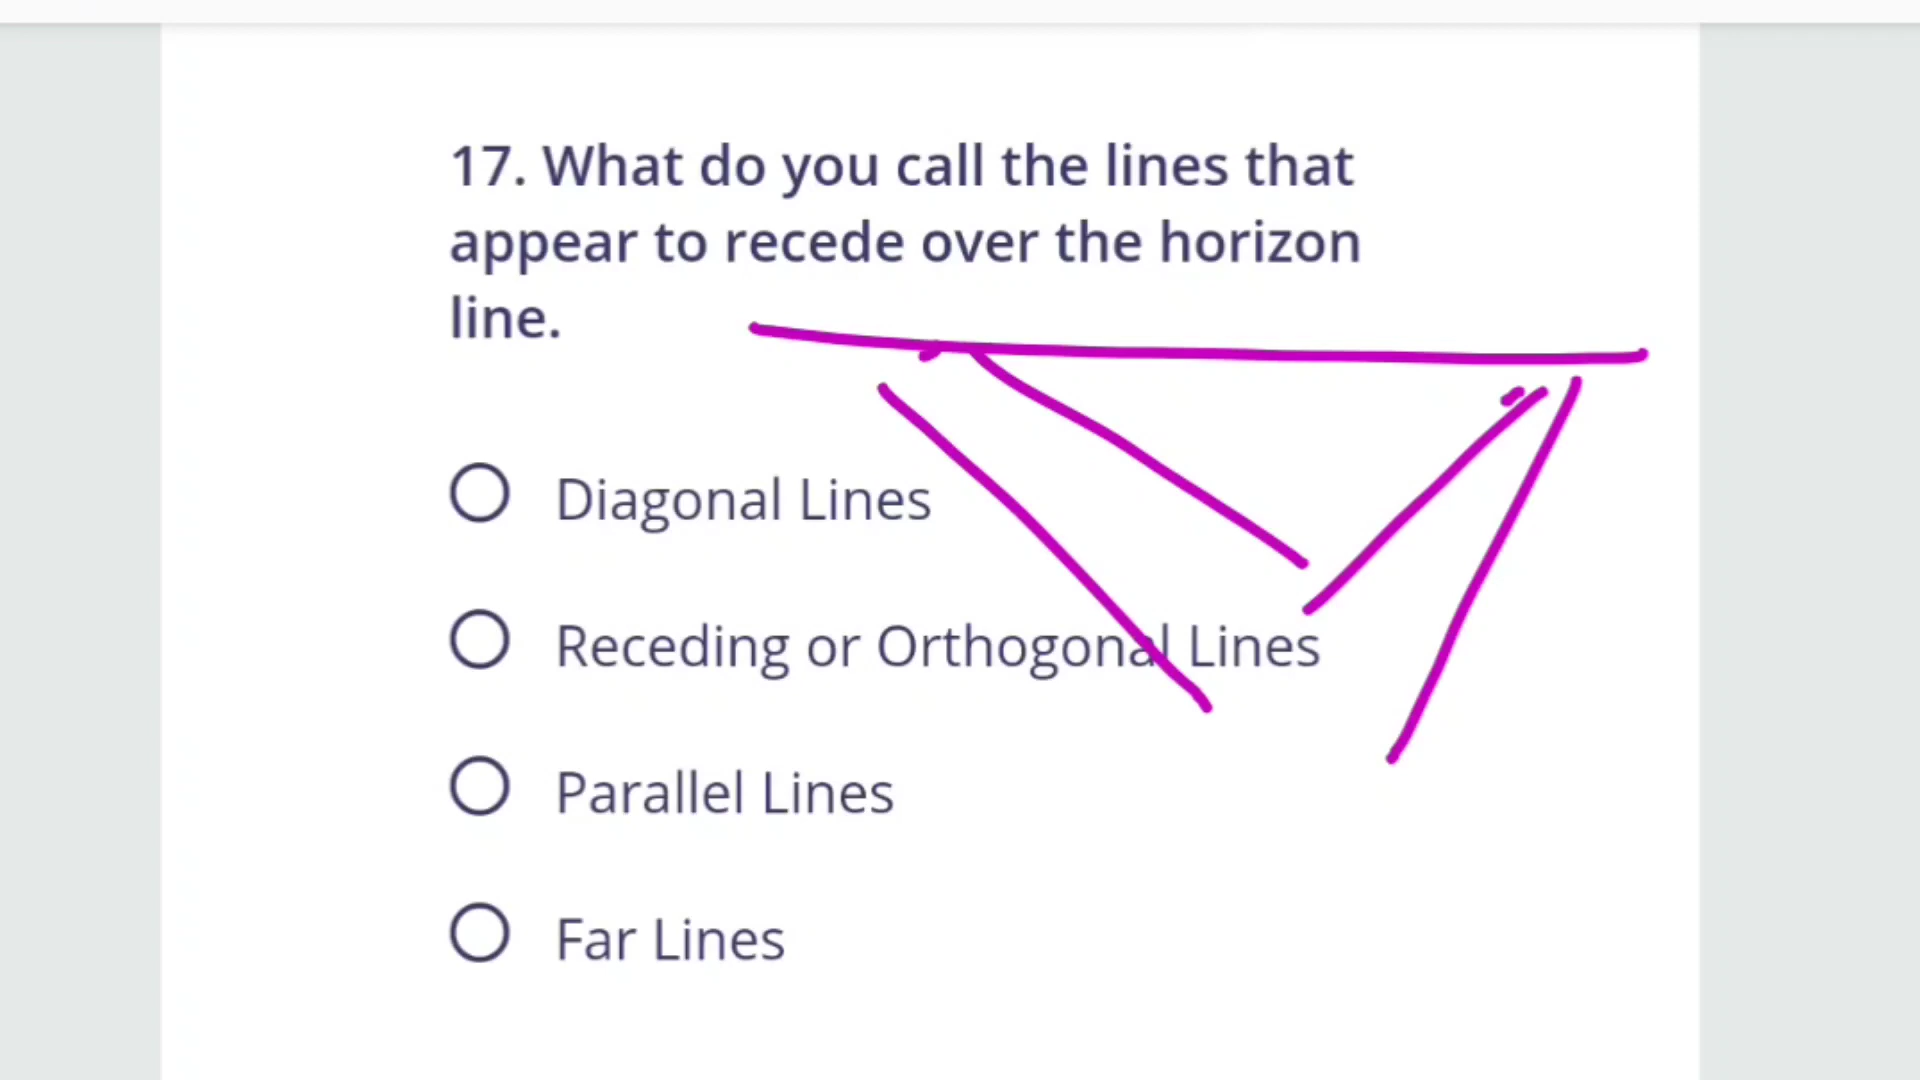 17. What do you call the lines that
appear to recede over the horizon
line.
Diagonal Lines
Receding or Orthogonal Lines
Parallel Lines
Far Lines